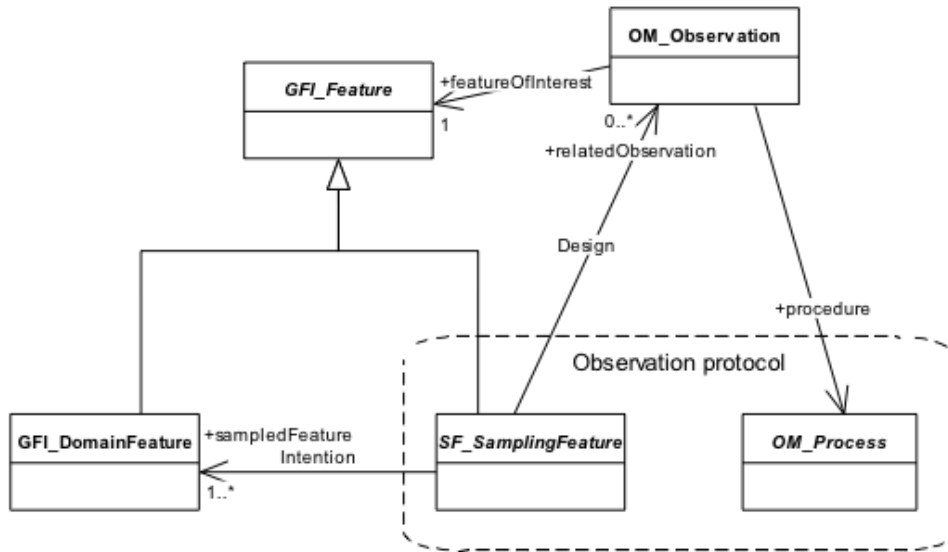 OM_Observation
GFI_Feature
+featureOfInterest
1
0..*
+relatedObservation
Design
+procedure
Observation protocol
GFI_DomainFeature
+sampledFeature
Intention
1..*
SF_SamplingFeature
OM_Process